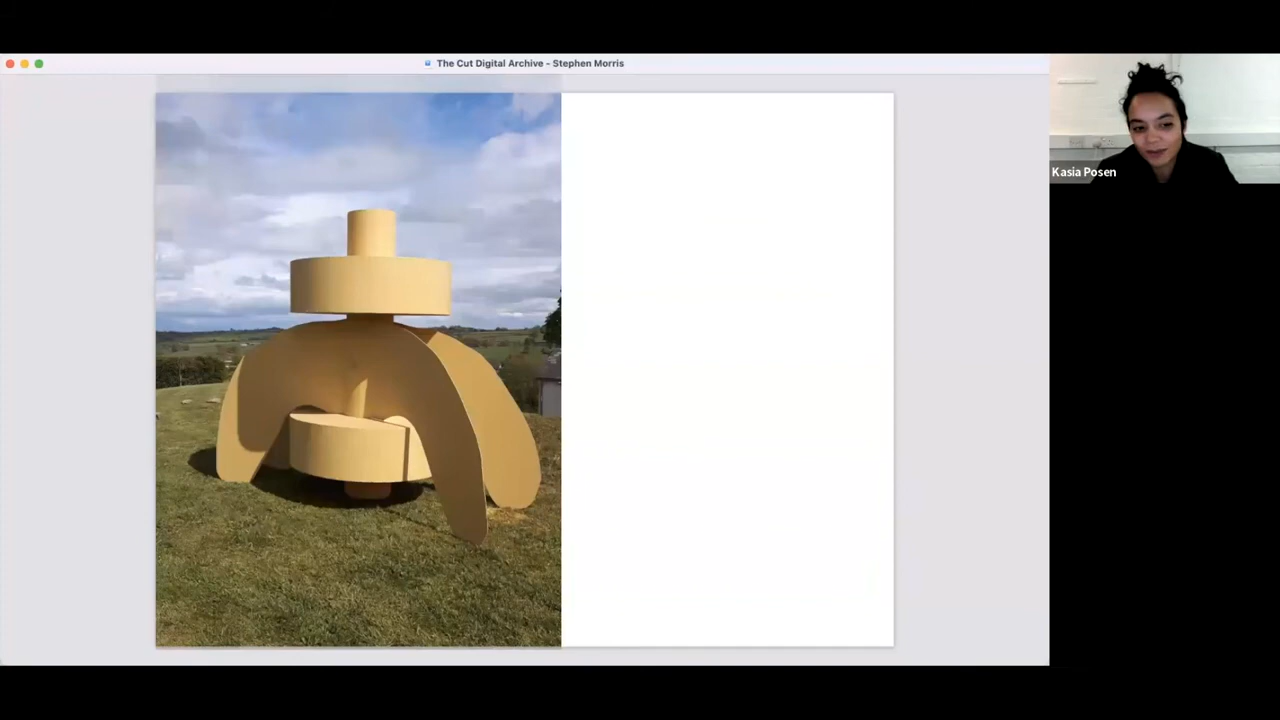 The Cut Digital Archive - Stephen Morris
Kasia Posen